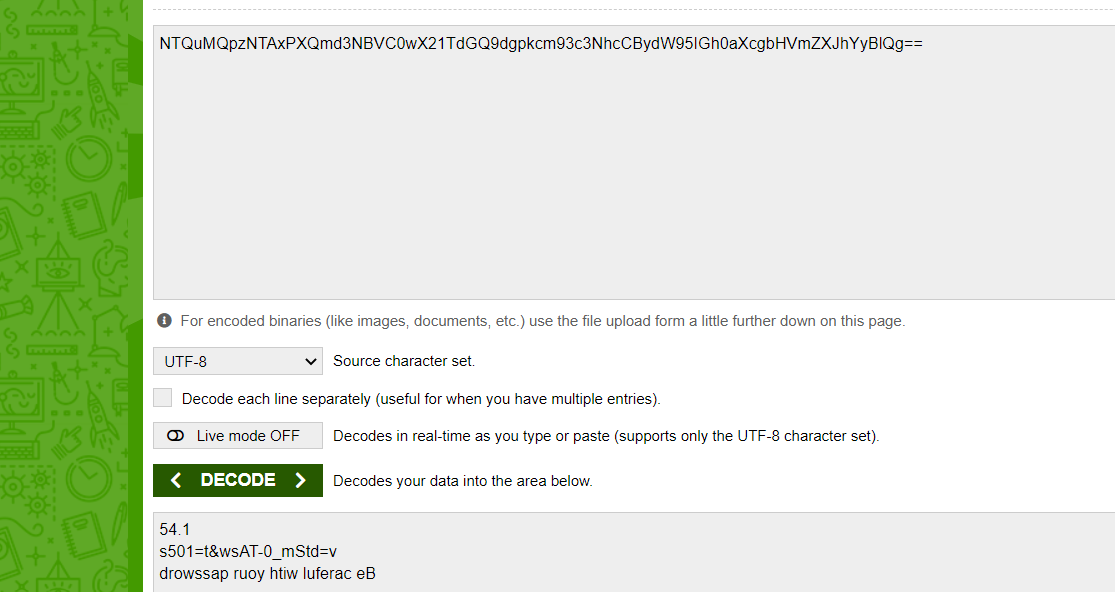 NTQuMQpzNTAxPXQmd3NBVC0wX21TdGQ9dgpkcm93c3NhcCBydW95IGh0aXcgbHVmZXJhYyBlQg==
For encoded binaries (like images, documents, etc.) use the file upload form a little further down on this page.
UTF-8 Source character set.
Decode each line separately (useful for when you have multiple entries).
Live mode OFF Decodes in real-time as you type or paste (supports only the UTF-8 character set).
< DECODE > Decodes your data into the area below.
54.1
s501=t&wsAT-0_mStd=v
drowssap ruoy htiw luferac eB